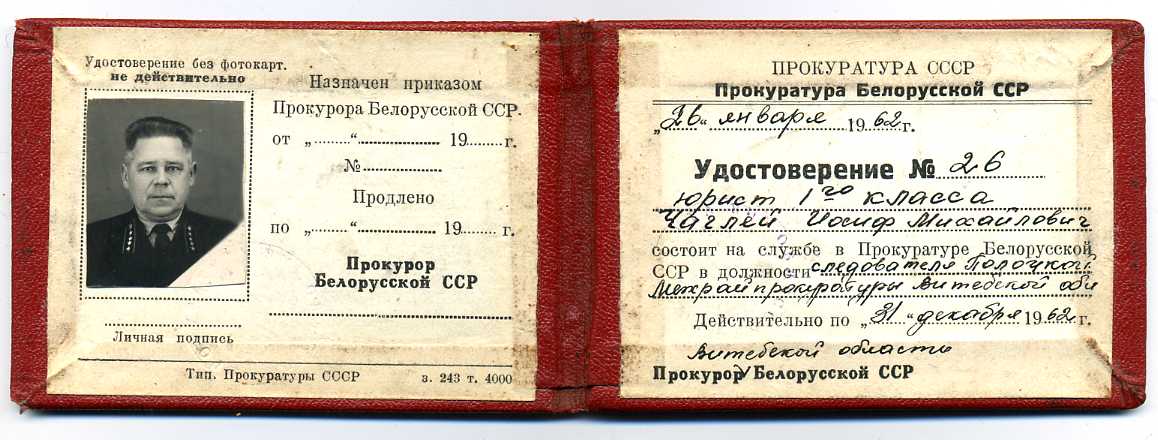 Удостоверение без фотокарт.
не действительно
Личная подпись
Назначен приказом
Прокурора Белорусской ССР
от „......“.............. 19......г.
№..............
Продлено
по „......“.............. 19......г.
Прокурор
Белорусской ССР
Тип. Прокуратуры СССР з. 243 т. 4000
ПРОКУРАТУРА СССР
Прокуратура Белорусской ССР
„26“ января 1962г.
Удостоверение № 26
юрист 1го класса
Чаглей Иосиф Михайлович
состоит на службе в Прокуратуре Белорусской
ССР в должности следователя Полоцкой
Межрайпрокуратуры Витебской обл
Действительно по „31“ декабря 1962г.
Витебской области
Прокурор Белорусской ССР